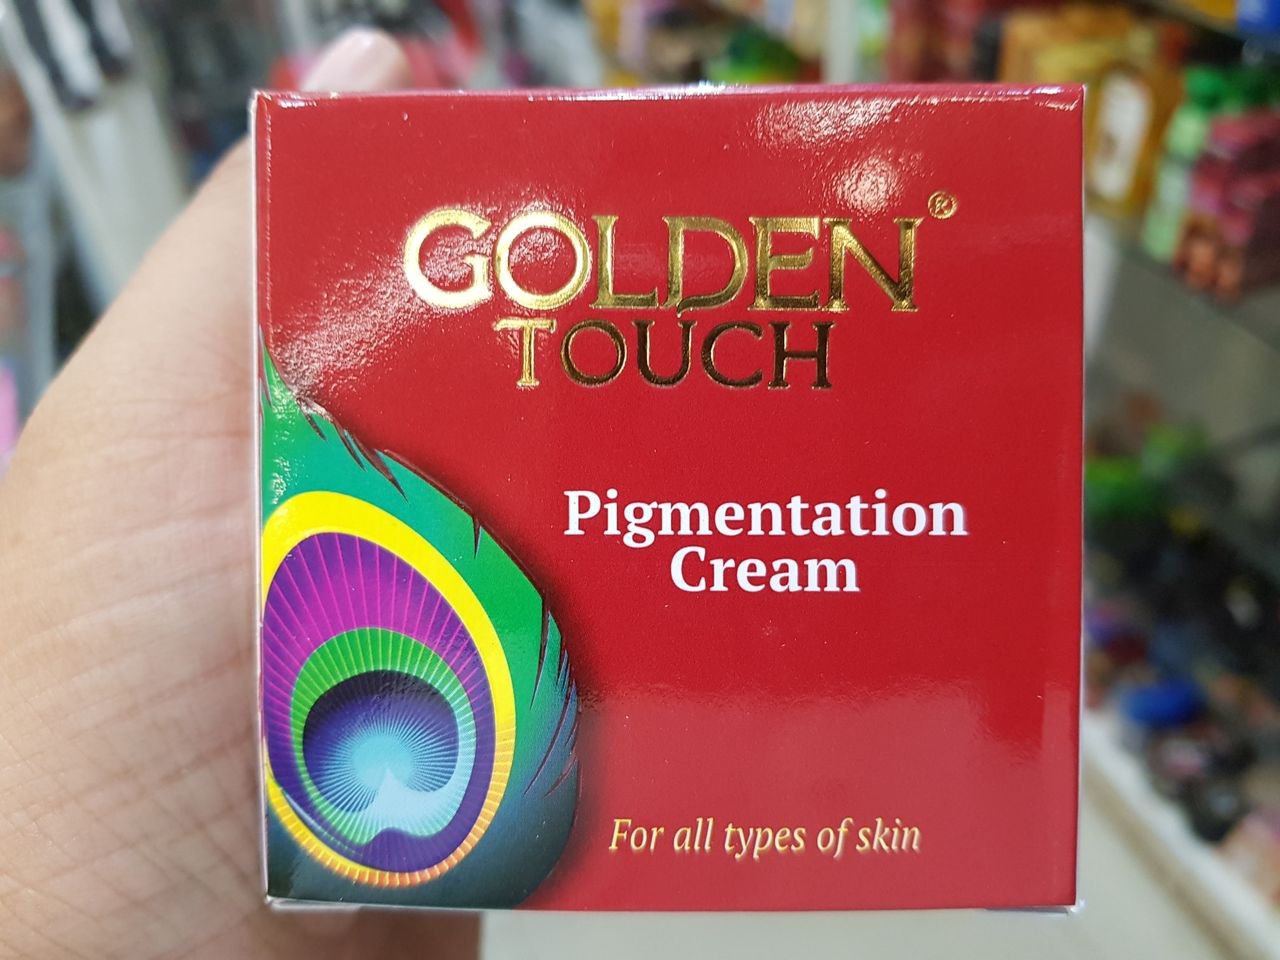 GOLDEN®
TOUCH
Pigmentation
Cream
For all types of skin